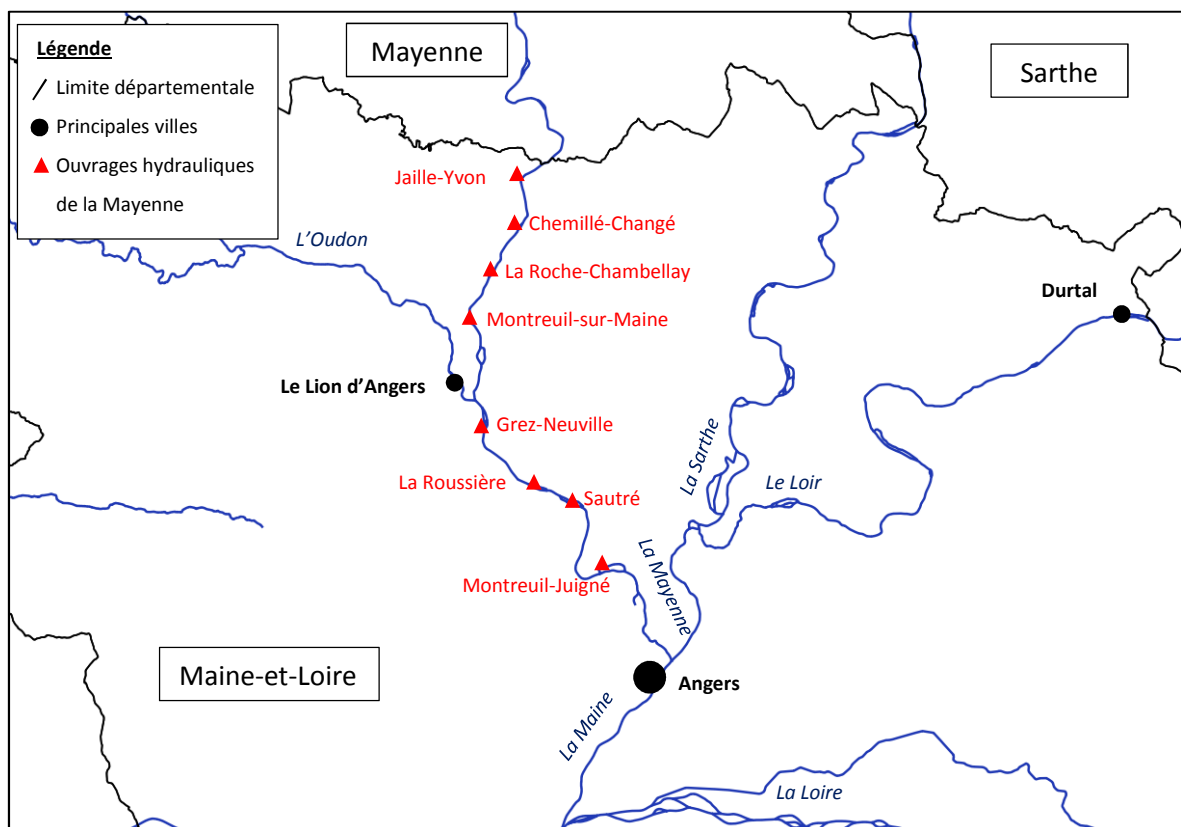 Légende
Limite départementale
Principales villes
Ouvrages hydrauliques
de la Mayenne
Mayenne
Sarthe
Jaille-Yvon
Chemillé-Changé
L'Oudon
La Roche-Chambellay
Durtal
Montreuil-sur-Maine
Le Lion d'Angers
Grez-Neuville
La Sarthe
La Roussière
Le Loir
Sautré
Montreuil-Juigné
La Mayenne
Maine-et-Loire
Angers
La Maine
La Loire